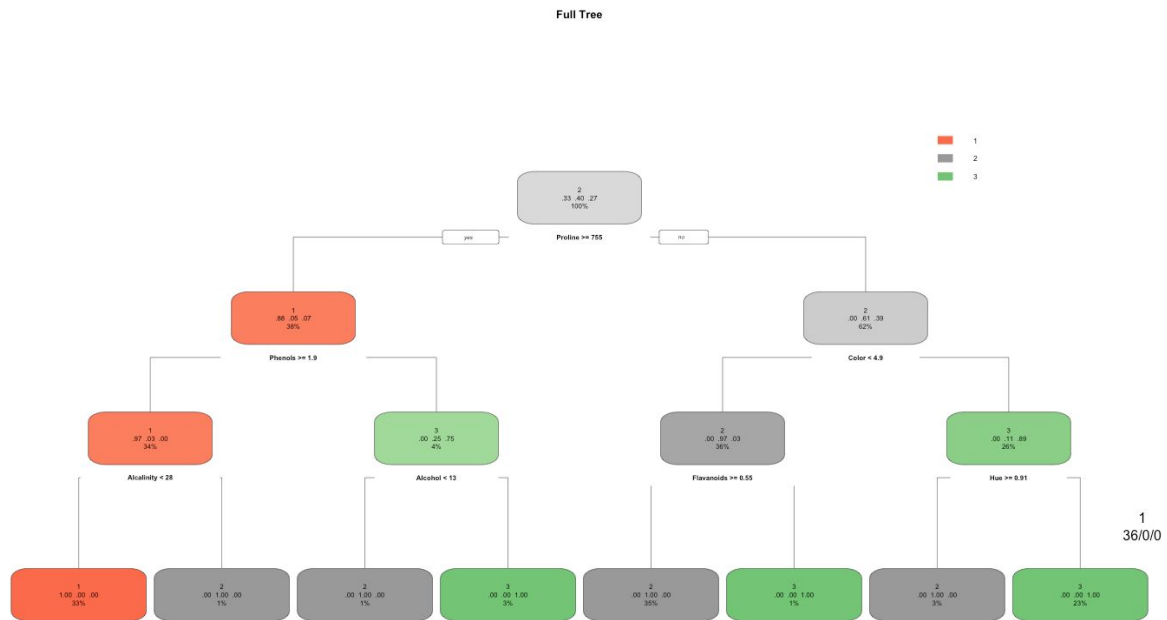 Full Tree
1
2
3
2
.33 .40 .27
100%
yes
Proline >= 755
no
1
.88 .05 .07
38%
2
.00 .61 .39
62%
Phenols >= 1.9
Color < 4.9
1
.97 .03 .00
34%
3
.00 .25 .75
4%
2
.00 .97 .03
36%
3
.00 .11 .89
26%
Alcalinity < 28
Alcohol < 13
Flavanoids >= 0.55
Hue >= 0.91
1
36/0/0
1
1.00 .00 .00
33%
2
.00 1.00 .00
1%
2
.00 1.00 .00
1%
3
.00 .00 1.00
3%
2
.00 1.00 .00
35%
3
.00 .00 1.00
1%
2
.00 1.00 .00
3%
3
.00 .00 1.00
23%